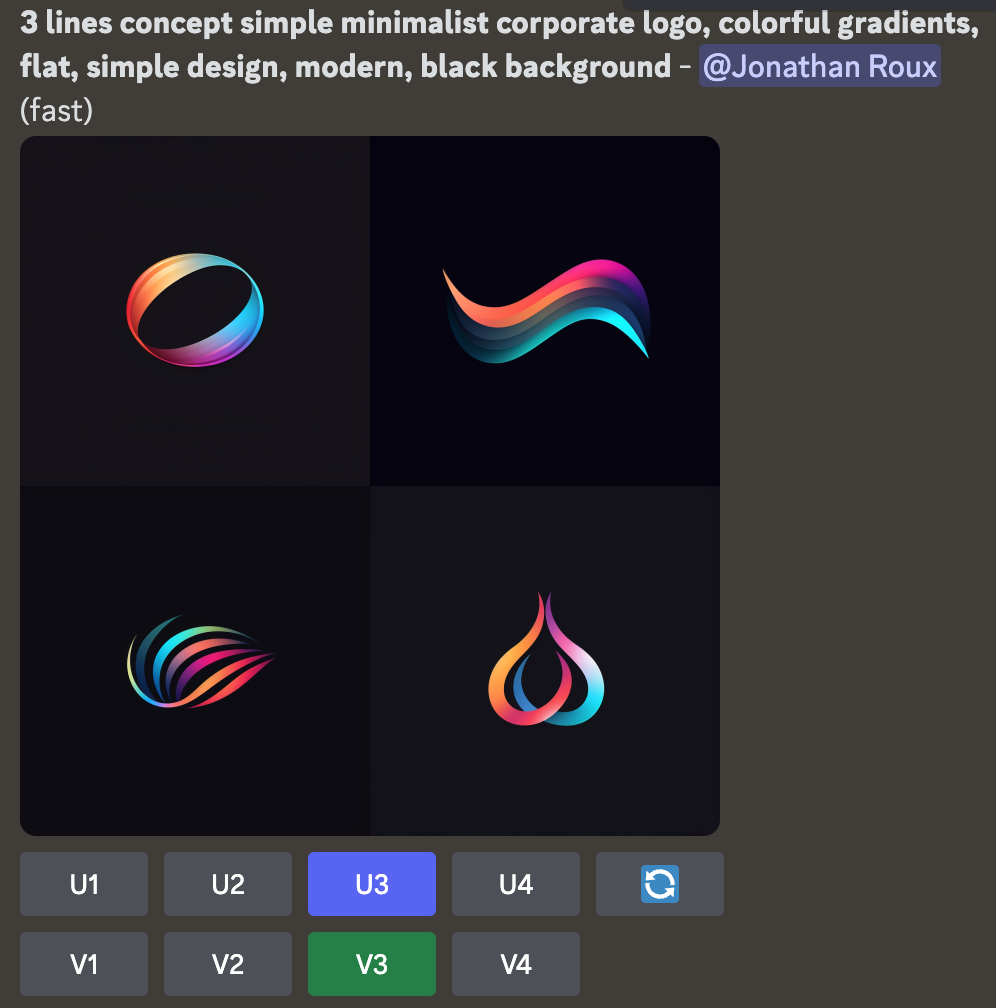 3 lines concept simple minimalist corporate logo, colorful gradients,
flat, simple design, modern, black background - @Jonathan Roux
(fast)
U1 U2 U3 U4
V1 V2 V3 V4